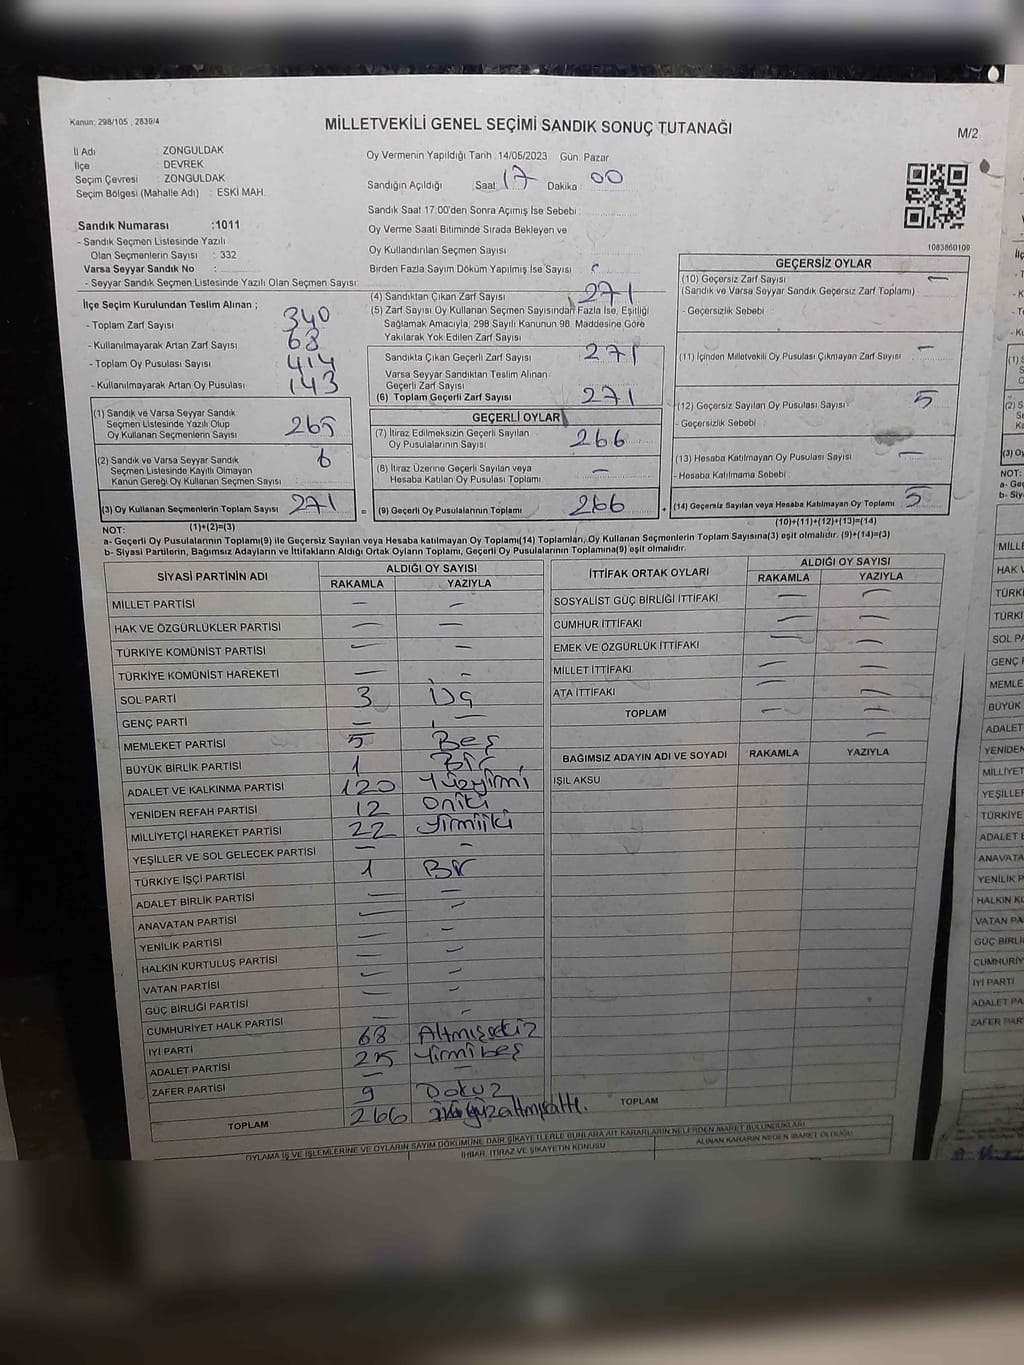 Kanun: 298/105 , 2839/4
MİLLETVEKİLİ GENEL SEÇİMİ SANDIK SONUÇ TUTANAĞI
M/2
İl Adı : ZONGULDAK
İlçe : DEVREK
Seçim Çevresi : ZONGULDAK
Seçim Bölgesi (Mahalle Adı) : ESKİ MAH.
Sandık Numarası :1011
- Sandık Seçmen Listesinde Yazılı
Olan Seçmenlerin Sayısı : 332
Varsa Seyyar Sandık No :
- Seyyar Sandık Seçmen Listesinde Yazılı Olan Seçmen Sayısı:
Oy Vermenin Yapıldığı Tarih :14/05/2023 Gün: Pazar
Sandığın Açıldığı Saat 17 Dakika : 00
Sandık Saat 17:00'den Sonra Açımış İse Sebebi :
Oy Verme Saati Bitiminde Sırada Bekleyen ve
Oy Kullandırılan Seçmen Sayısı
Birden Fazla Sayım Döküm Yapılmış İse Sayısı :
1083860109
İlçe Seçim Kurulundan Teslim Alınan ;
- Toplam Zarf Sayısı : 340
- Kullanılmayarak Artan Zarf Sayısı : 68
- Toplam Oy Pusulası Sayısı : 414
- Kullanılmayarak Artan Oy Pusulası : 143
(1) Sandık ve Varsa Seyyar Sandık
Seçmen Listesinde Yazılı Olup
Oy Kullanan Seçmenlerin Sayısı : 265
(2) Sandık ve Varsa Seyyar Sandık
Seçmen Listesinde Kayıtlı Olmayan
Kanun Gereği Oy Kullanan Seçmen Sayısı : 6
(3) Oy Kullanan Seçmenlerin Toplam Sayısı : 271
(1)+(2)=(3)
(4) Sandıktan Çıkan Zarf Sayısı : 271
(5) Zarf Sayısı Oy Kullanan Seçmen Sayısından Fazla İse, Eşitliği
Sağlamak Amacıyla, 298 Sayılı Kanunun 98. Maddesine Göre
Yakılarak Yok Edilen Zarf Sayısı :
Sandıkta Çıkan Geçerli Zarf Sayısı : 271
Varsa Seyyar Sandıktan Teslim Alınan
Geçerli Zarf Sayısı :
(6) Toplam Geçerli Zarf Sayısı : 271
GEÇERLİ OYLAR
(7) İtiraz Edilmeksizin Geçerli Sayılan
Oy Pusulalarının Sayısı : 266
(8) İtiraz Üzerine Geçerli Sayılan veya
Hesaba Katılan Oy Pusulası Toplamı : —
= (9) Geçerli Oy Pusulalarının Toplamı : 266
GEÇERSİZ OYLAR
(10) Geçersiz Zarf Sayısı : —
(Sandık ve Varsa Seyyar Sandık Geçersiz Zarf Toplamı)
- Geçersizlik Sebebi :
(11) İçinden Milletvekili Oy Pusulası Çıkmayan Zarf Sayısı : —
(12) Geçersiz Sayılan Oy Pusulası Sayısı : 5
- Geçersizlik Sebebi :
(13) Hesaba Katılmayan Oy Pusulası Sayısı : —
- Hesaba Katılmama Sebebi :
+ (14) Geçersiz Sayılan veya Hesaba Katılmayan Oy Toplamı : 5
(10)+(11)+(12)+(13)=(14)
NOT:
a- Geçerli Oy Pusulalarının Toplamı(9) ile Geçersiz Sayılan veya Hesaba katılmayan Oy Toplamı(14) Toplamları, Oy Kullanan Seçmenlerin Toplam Sayısına(3) eşit olmalıdır. (9)+(14)=(3)
b- Siyasi Partilerin, Bağımsız Adayların ve İttifakların Aldığı Ortak Oyların Toplamı, Geçerli Oy Pusulalarının Toplamına(9) eşit olmalıdır.
SİYASİ PARTİNİN ADI ALDIĞI OY SAYISI
RAKAMLA YAZIYLA
MİLLET PARTİSİ — —
HAK VE ÖZGÜRLÜKLER PARTİSİ — —
TÜRKİYE KOMÜNİST PARTİSİ — —
TÜRKİYE KOMÜNİST HAREKETİ — —
SOL PARTİ 3 Üç
GENÇ PARTİ — —
MEMLEKET PARTİSİ 5 Beş
BÜYÜK BİRLİK PARTİSİ 1 Bir
ADALET VE KALKINMA PARTİSİ 120 Yüzyirmi
YENİDEN REFAH PARTİSİ 12 oniki
MİLLİYETÇİ HAREKET PARTİSİ 22 yirmiiki
YEŞİLLER VE SOL GELECEK PARTİSİ — —
TÜRKİYE İŞÇİ PARTİSİ 1 Bir
ADALET BİRLİK PARTİSİ — —
ANAVATAN PARTİSİ — —
YENİLİK PARTİSİ — —
HALKIN KURTULUŞ PARTİSİ — —
VATAN PARTİSİ — —
GÜÇ BİRLİĞİ PARTİSİ — —
CUMHURİYET HALK PARTİSİ 68 Altmışsekiz
İYİ PARTİ 25 Yirmibeş
ADALET PARTİSİ — —
ZAFER PARTİSİ 9 Dokuz
TOPLAM 266 ikiyüzaltmışaltı.
İTTİFAK ORTAK OYLARI ALDIĞI OY SAYISI
RAKAMLA YAZIYLA
SOSYALİST GÜÇ BİRLİĞİ İTTİFAKI — —
CUMHUR İTTİFAKI — —
EMEK VE ÖZGÜRLÜK İTTİFAKI — —
MİLLET İTTİFAKI — —
ATA İTTİFAKI — —
TOPLAM — —
BAĞIMSIZ ADAYIN ADI VE SOYADI RAKAMLA YAZIYLA
IŞIL AKSU
TOPLAM
OYLAMA İŞ VE İŞLEMLERİNE VE OYLARIN SAYIM DÖKÜMÜNE DAİR ŞİKAYETLERLE BUNLARA AİT KARARLARIN NELERDEN İBARET BULUNDUKLARI
İHBAR, İTİRAZ VE ŞİKAYETİN KONUSU ALINAN KARARIN NEDEN İBARET OLDUĞU